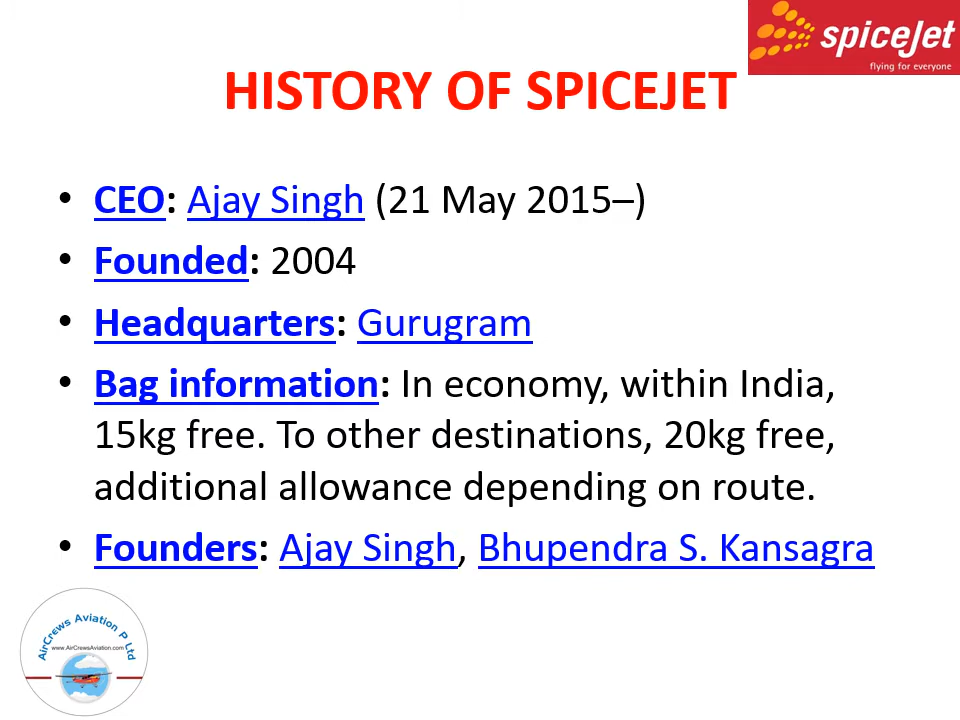 spiceJet
flying for everyone
HISTORY OF SPICEJET
• CEO: Ajay Singh (21 May 2015–)
• Founded: 2004
• Headquarters: Gurugram
• Bag information: In economy, within India,
15kg free. To other destinations, 20kg free,
additional allowance depending on route.
• Founders: Ajay Singh, Bhupendra S. Kansagra
AirCrews Aviation P Ltd
www.AirCrewsAviation.com